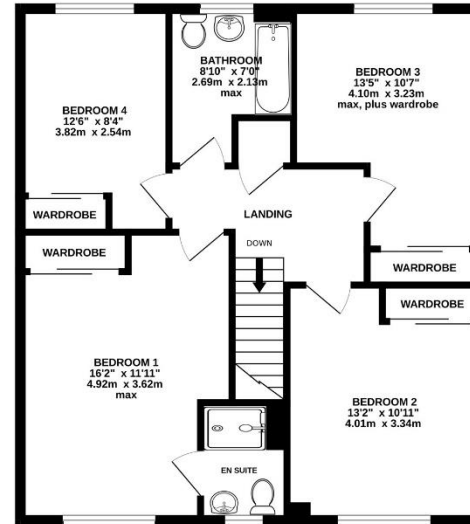 BATHROOM
8'10" x 7'0"
2.69m x 2.13m
max
BEDROOM 3
13'5" x 10'7"
4.10m x 3.23m
max, plus wardrobe
BEDROOM 4
12'6" x 8'4"
3.82m x 2.54m
WARDROBE
LANDING
DOWN
WARDROBE
WARDROBE
WARDROBE
BEDROOM 1
16'2" x 11'11"
4.92m x 3.62m
max
BEDROOM 2
13'2" x 10'11"
4.01m x 3.34m
EN SUITE